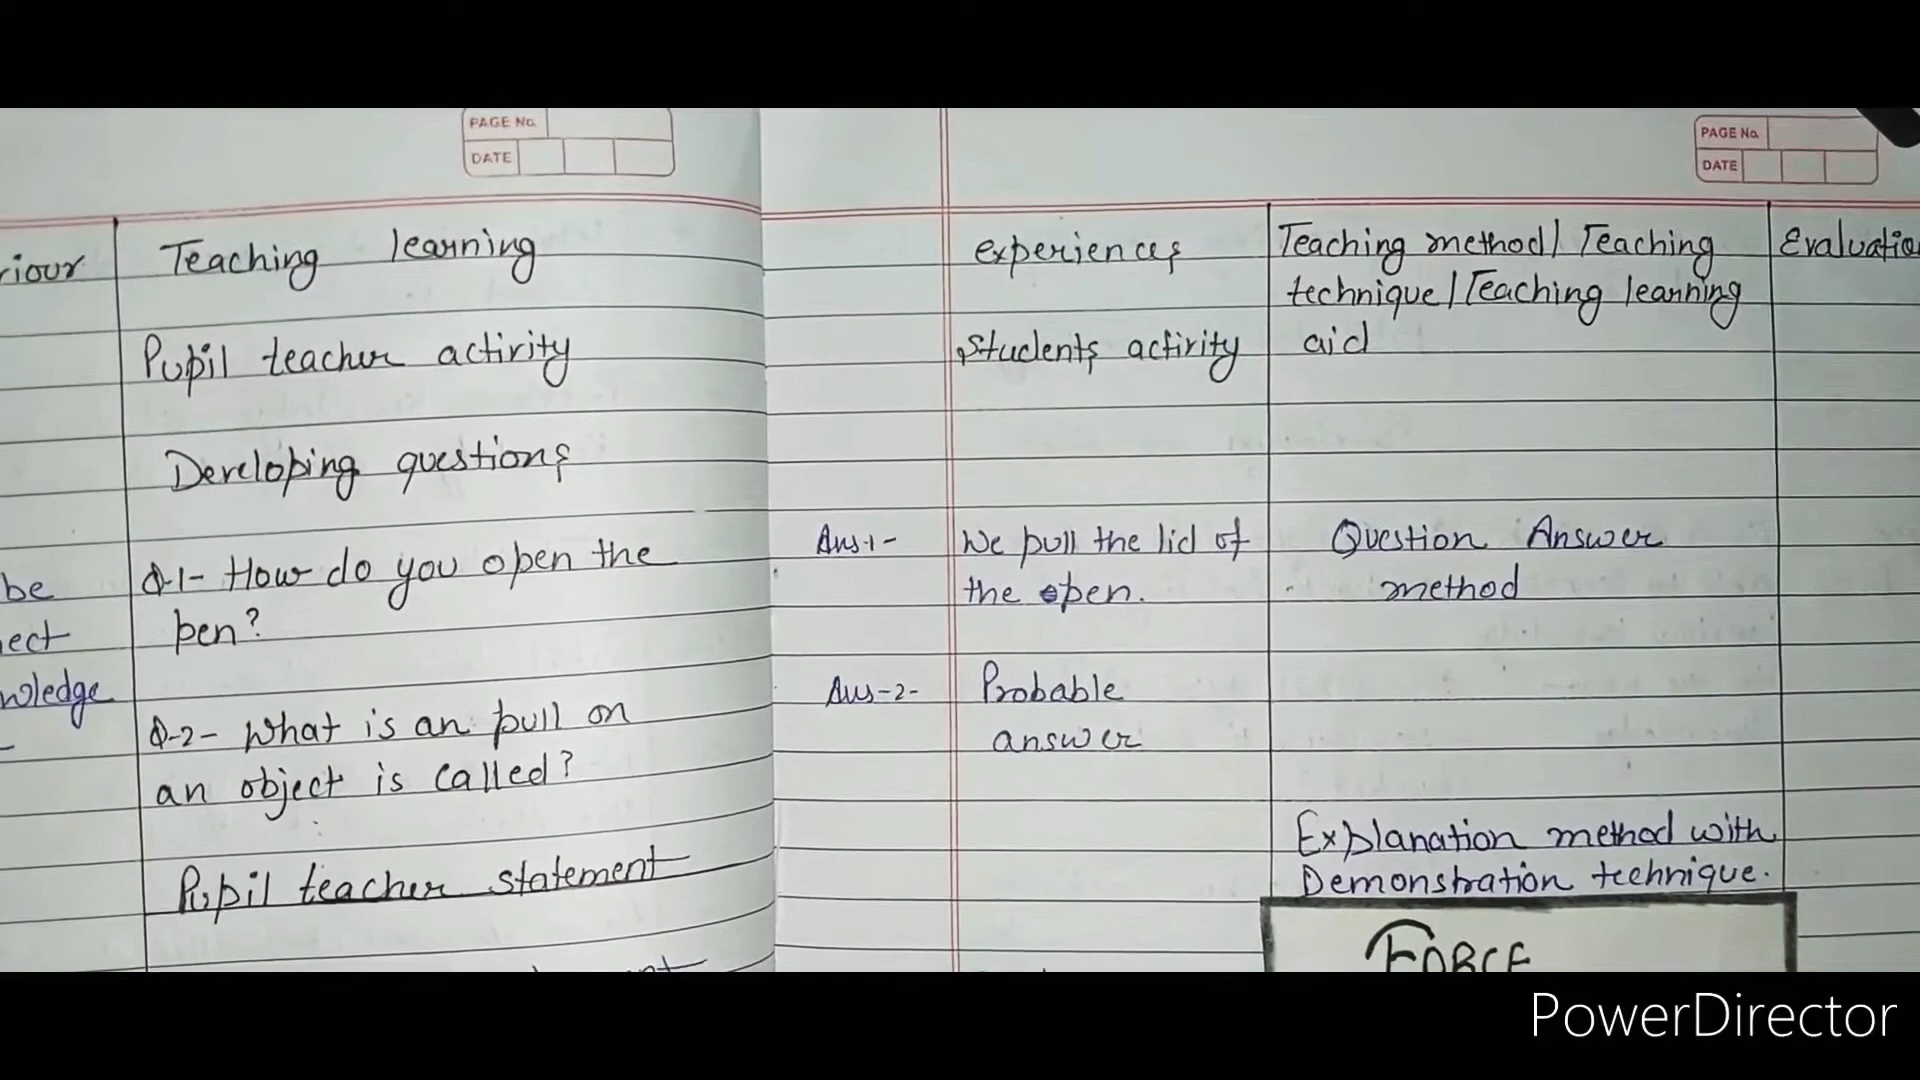 PAGE No.
DATE
PAGE No.
DATE
Teaching learning
experiences
Teaching method/Teaching
technique/Teaching learning
aid
Evaluatio
riour
Pupil teacher activity
students activity
Developing questions
be
ect
wledge
Q-1- How do you open the
pen?
Ans-1- We pull the lid of
the open.
Question Answer
method
Q-2- What is an pull on
an object is called?
Ans-2- Probable
answer
Pupil teacher statement
Explanation method with
Demonstration technique.
FORCE
PowerDirector